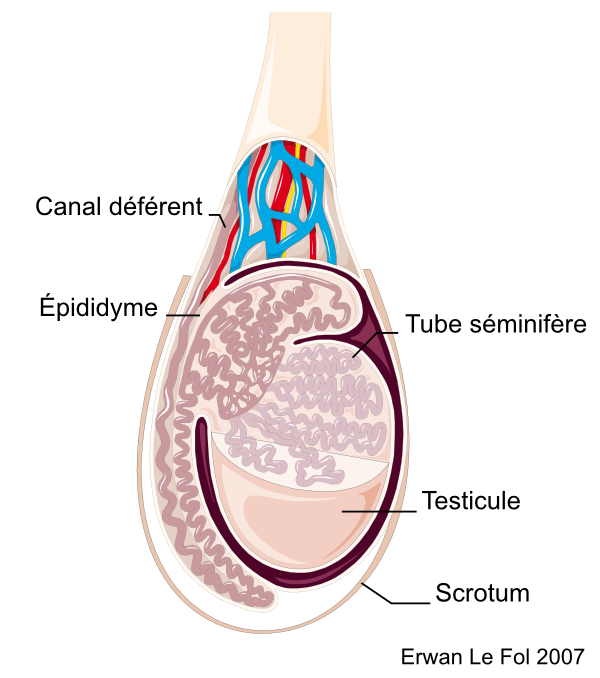 Canal déférent
Épididyme
Tube séminifère
Testicule
Scrotum
Erwan Le Fol 2007